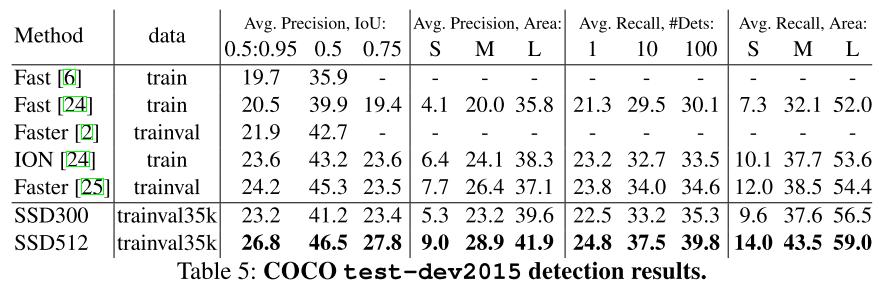 Method data Avg. Precision, IoU: Avg. Precision, Area: Avg. Recall, #Dets: Avg. Recall, Area:
0.5:0.95 0.5 0.75 S M L 1 10 100 S M L
Fast [6] train 19.7 35.9 - - - - - - - - - -
Fast [24] train 20.5 39.9 19.4 4.1 20.0 35.8 21.3 29.5 30.1 7.3 32.1 52.0
Faster [2] trainval 21.9 42.7 - - - - - - - - - -
ION [24] train 23.6 43.2 23.6 6.4 24.1 38.3 23.2 32.7 33.5 10.1 37.7 53.6
Faster [25] trainval 24.2 45.3 23.5 7.7 26.4 37.1 23.8 34.0 34.6 12.0 38.5 54.4
SSD300 trainval35k 23.2 41.2 23.4 5.3 23.2 39.6 22.5 33.2 35.3 9.6 37.6 56.5
SSD512 trainval35k 26.8 46.5 27.8 9.0 28.9 41.9 24.8 37.5 39.8 14.0 43.5 59.0
Table 5: COCO test-dev2015 detection results.